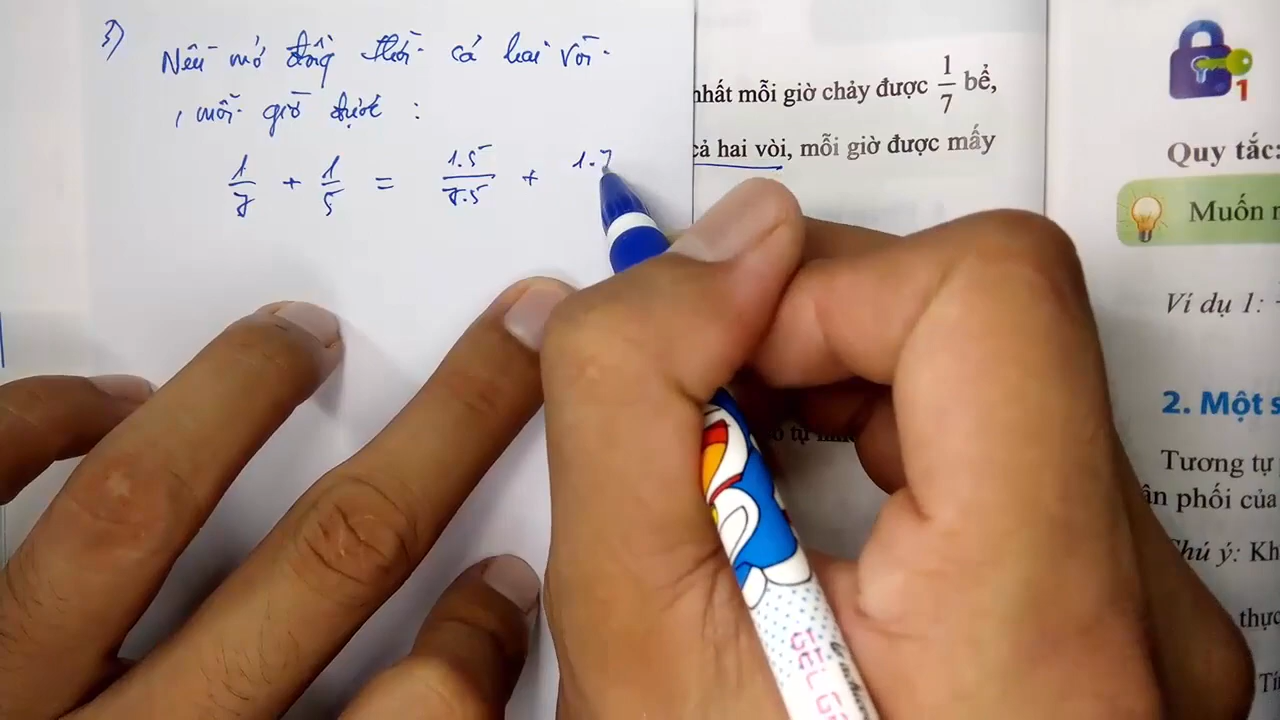 3)
Nếu mở đồng thời cả hai vòi
, mỗi giờ được :
1/7 + 1/5 = 1.5/7.5 + 1.7
nhất mỗi giờ chảy được 1/7 bể,
cả hai vòi, mỗi giờ được mấy
1
Quy tắc:
Muốn
Ví dụ 1:
2. Một s
Tương tự
ân phối của
Chú ý: Kh
thực